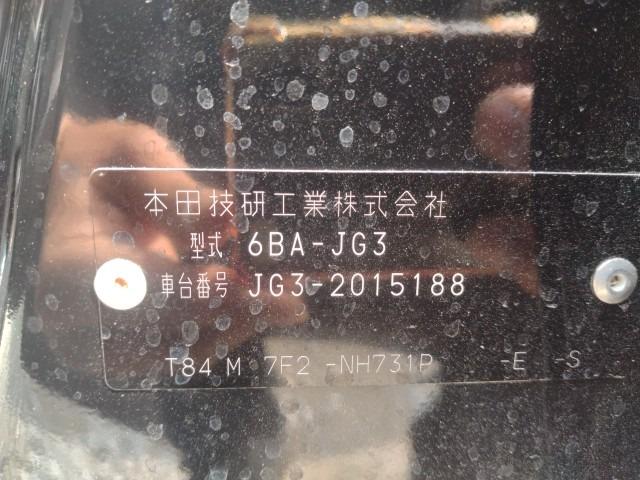 本田技研工業株式会社
型式 6BA-JG3
車台番号 JG3-2015188
T84 M 7F2 -NH731P -E -S